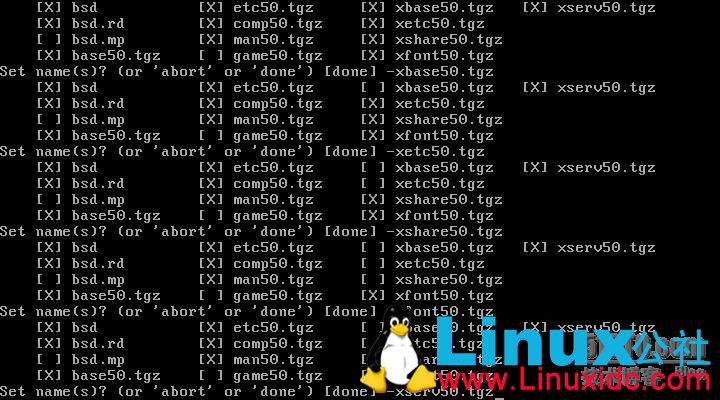 [X] bsd [X] etc50.tgz [X] xbase50.tgz [X] xserv50.tgz
[X] bsd.rd [X] comp50.tgz [X] xetc50.tgz
[ ] bsd.mp [X] man50.tgz [X] xshare50.tgz
[X] base50.tgz [ ] game50.tgz [X] xfont50.tgz
Set name(s)? (or 'abort' or 'done') [done] -xbase50.tgz
[X] bsd [X] etc50.tgz [ ] xbase50.tgz [X] xserv50.tgz
[X] bsd.rd [X] comp50.tgz [X] xetc50.tgz
[ ] bsd.mp [X] man50.tgz [X] xshare50.tgz
[X] base50.tgz [ ] game50.tgz [X] xfont50.tgz
Set name(s)? (or 'abort' or 'done') [done] -xetc50.tgz
[X] bsd [X] etc50.tgz [ ] xbase50.tgz [X] xserv50.tgz
[X] bsd.rd [X] comp50.tgz [ ] xetc50.tgz
[ ] bsd.mp [X] man50.tgz [X] xshare50.tgz
[X] base50.tgz [ ] game50.tgz [X] xfont50.tgz
Set name(s)? (or 'abort' or 'done') [done] -xshare50.tgz
[X] bsd [X] etc50.tgz [ ] xbase50.tgz [X] xserv50.tgz
[X] bsd.rd [X] comp50.tgz [ ] xetc50.tgz
[ ] bsd.mp [X] man50.tgz [ ] xshare50.tgz
[X] base50.tgz [ ] game50.tgz [X] xfont50.tgz
Set name(s)? (or 'abort' or 'done') [done] -xfont50.tgz
[X] bsd [X] etc50.tgz [ ] xbase50.tgz [X] xserv50.tgz
[X] bsd.rd [X] comp50.tgz
[ ] bsd.mp [X] man50.tgz
[X] base50.tgz [ ] game50.tgz
Set name(s)? (or 'abort' or 'done') [done] -xserv50.tgz
Linux公社
www.Linuxidc.com